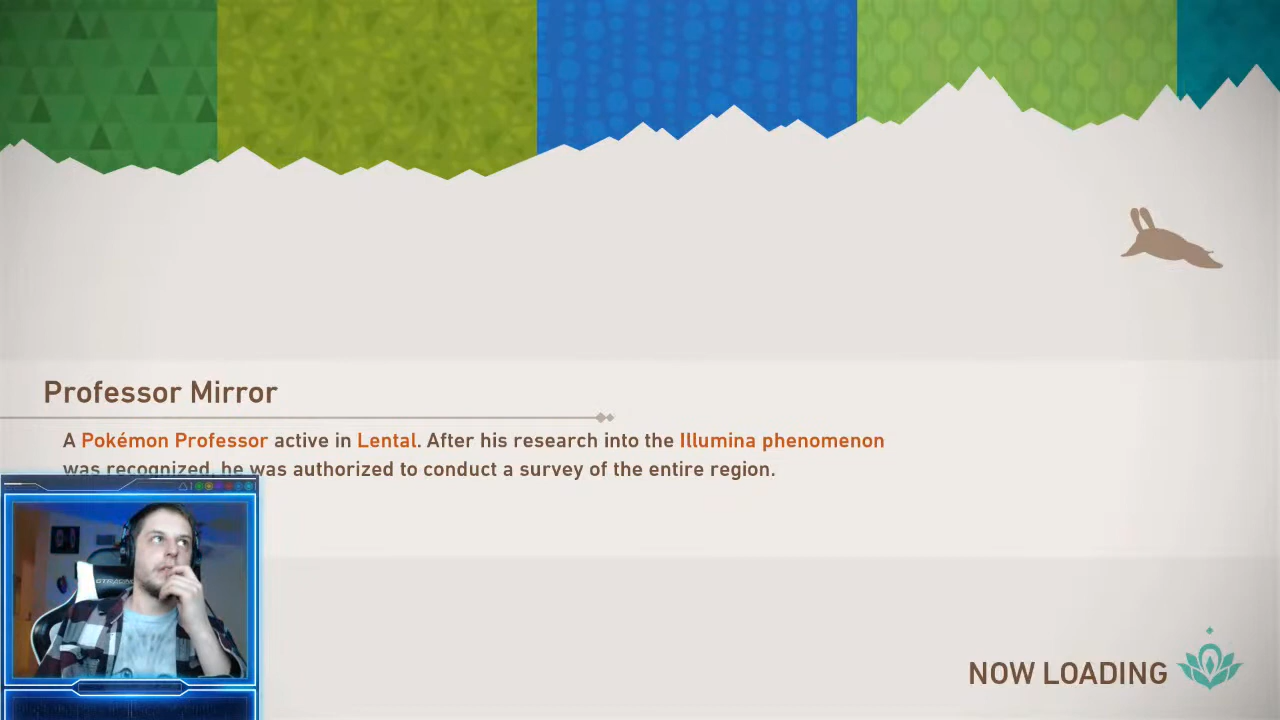 Professor Mirror
A Pokémon Professor active in Lental. After his research into the Illumina phenomenon
was recognized, he was authorized to conduct a survey of the entire region.
NOW LOADING